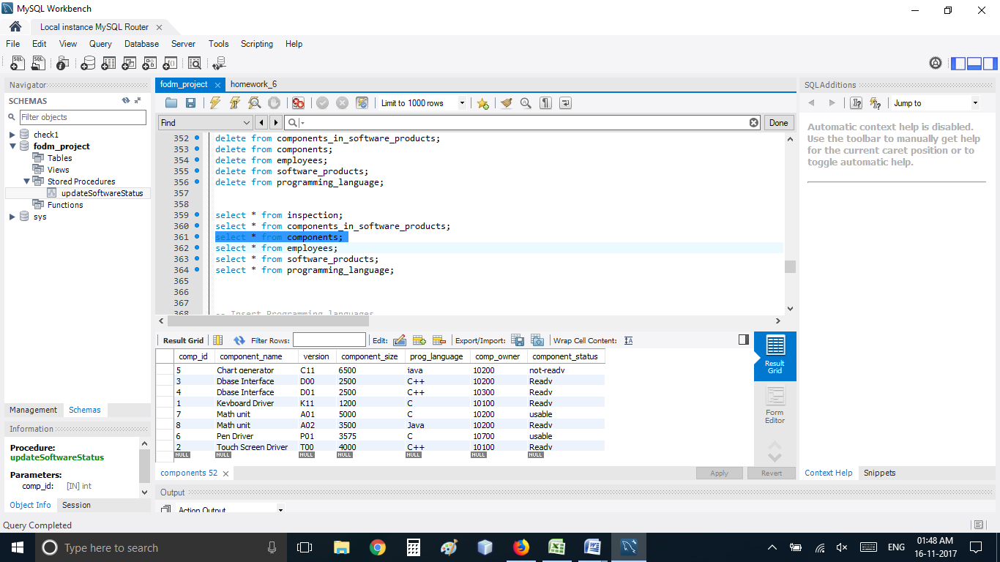 MySQL Workbench
Local instance MySQL Router
File Edit View Query Database Server Tools Scripting Help
Navigator
SCHEMAS
Filter objects
check1
fodm_project
Tables
Views
Stored Procedures
updateSoftwareStatus
Functions
sys
Management Schemas
Information
Procedure:
updateSoftwareStatus
Parameters:
comp_id: [IN] int
Object Info Session
fodm_project homework_6
Limit to 1000 rows
Find Done
352 delete from components_in_software_products;
353 delete from components;
354 delete from employees;
355 delete from software_products;
356 delete from programming_language;
357
358
359 select * from inspection;
360 select * from components_in_software_products;
361 select * from components;
362 select * from employees;
363 select * from software_products;
364 select * from programming_language;
365
366
367
368 -- Insert Programming languages
Result Grid Filter Rows: Edit: Export/Import: Wrap Cell Content:
comp_id component_name version component_size prog_language comp_owner component_status
5 Chart generator C11 6500 java 10200 not-ready
3 Dbase Interface D00 2500 C++ 10200 Ready
4 Dbase Interface D01 2500 C++ 10300 Ready
1 Keyboard Driver K11 1200 C 10100 Ready
7 Math unit A01 5000 C 10200 usable
8 Math unit A02 3500 Java 10200 Ready
6 Pen Driver P01 3575 C 10700 usable
2 Touch Screen Driver T00 4000 C++ 10100 Ready
NULL NULL NULL NULL NULL NULL NULL
Result
Grid
Form
Editor
components 52 Apply Revert
Output
Action Output
SQLAdditions
Jump to
Automatic context help is disabled.
Use the toolbar to manually get help
for the current caret position or to
toggle automatic help.
Context Help Snippets
Query Completed
Type here to search
ENG
01:48 AM
16-11-2017